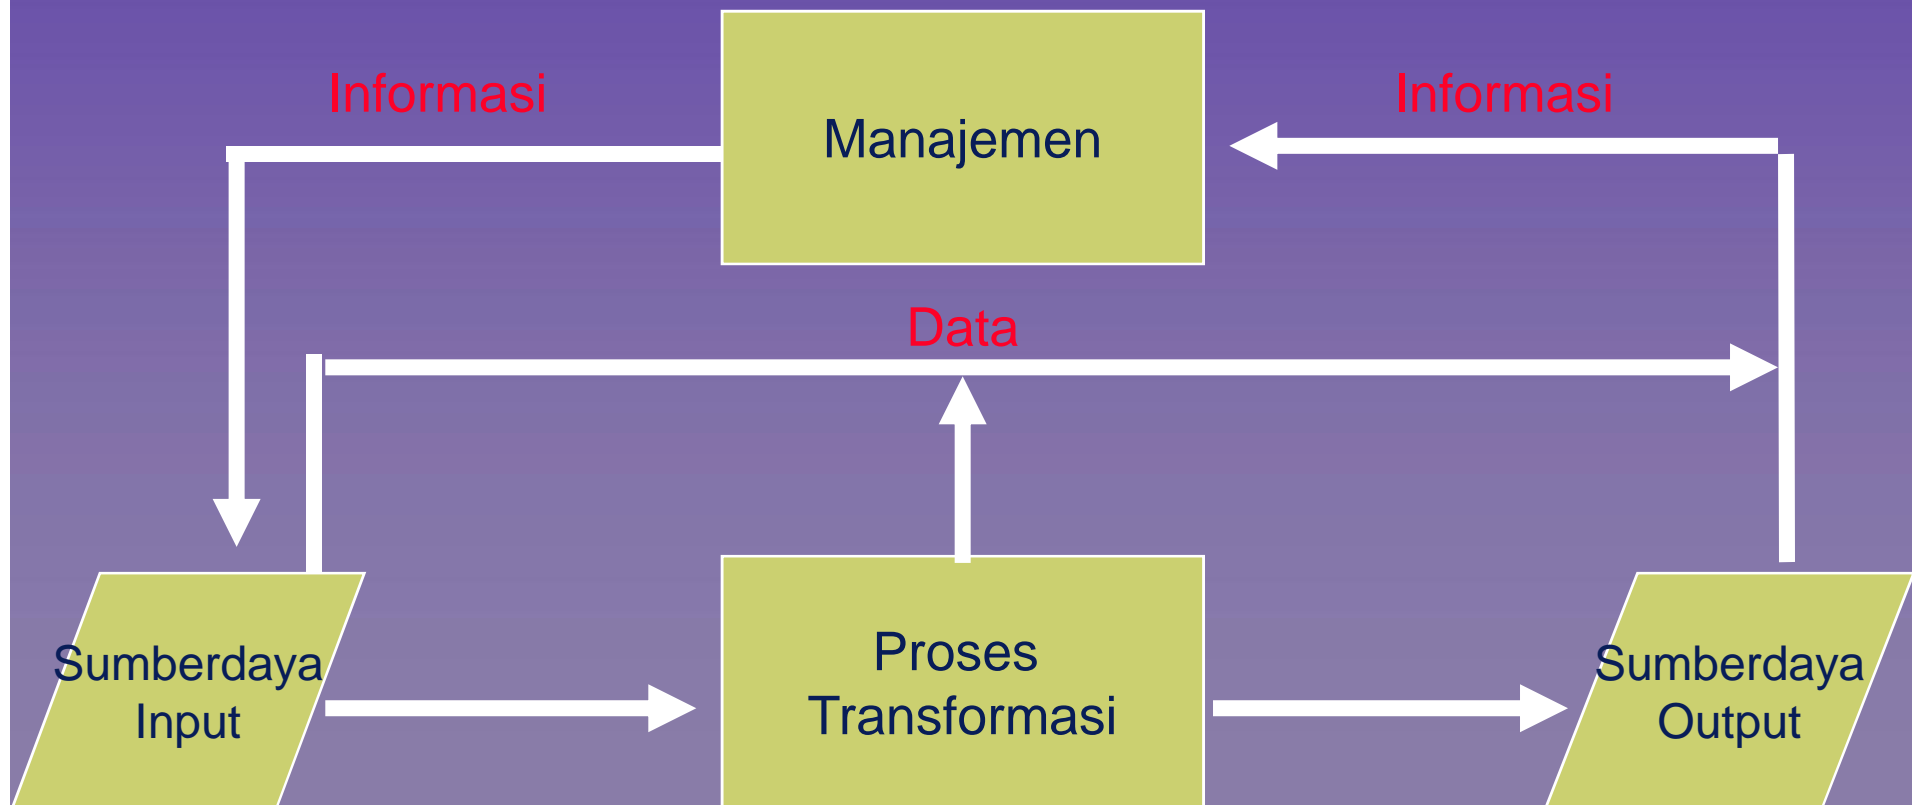 Informasi
Manajemen
Informasi
Data
Sumberdaya
Input
Proses
Transformasi
Sumberdaya
Output